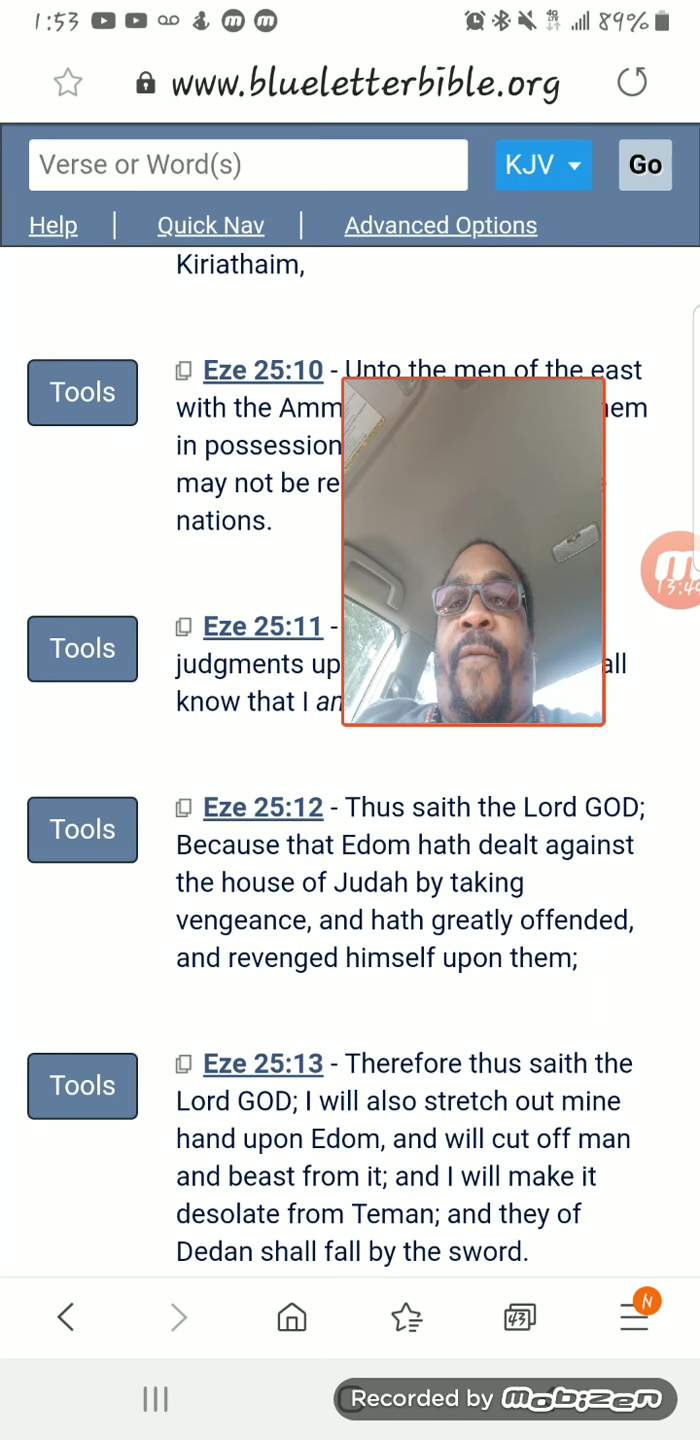 1:53
89%
www.blueletterbible.org
Verse or Word(s)
KJV
Go
Help | Quick Nav | Advanced Options
Kiriathaim,
Tools
Eze 25:10 - Unto the men of the east
with the
in possession
may not be
nations.
Tools
Eze 25:11 -
judgments
know that I
Tools
Eze 25:12 - Thus saith the Lord GOD;
Because that Edom hath dealt against
the house of Judah by taking
vengeance, and hath greatly offended,
and revenged himself upon them;
Tools
Eze 25:13 - Therefore thus saith the
Lord GOD; I will also stretch out mine
hand upon Edom, and will cut off man
and beast from it; and I will make it
desolate from Teman; and they of
Dedan shall fall by the sword.
43
N
Recorded by mobizen